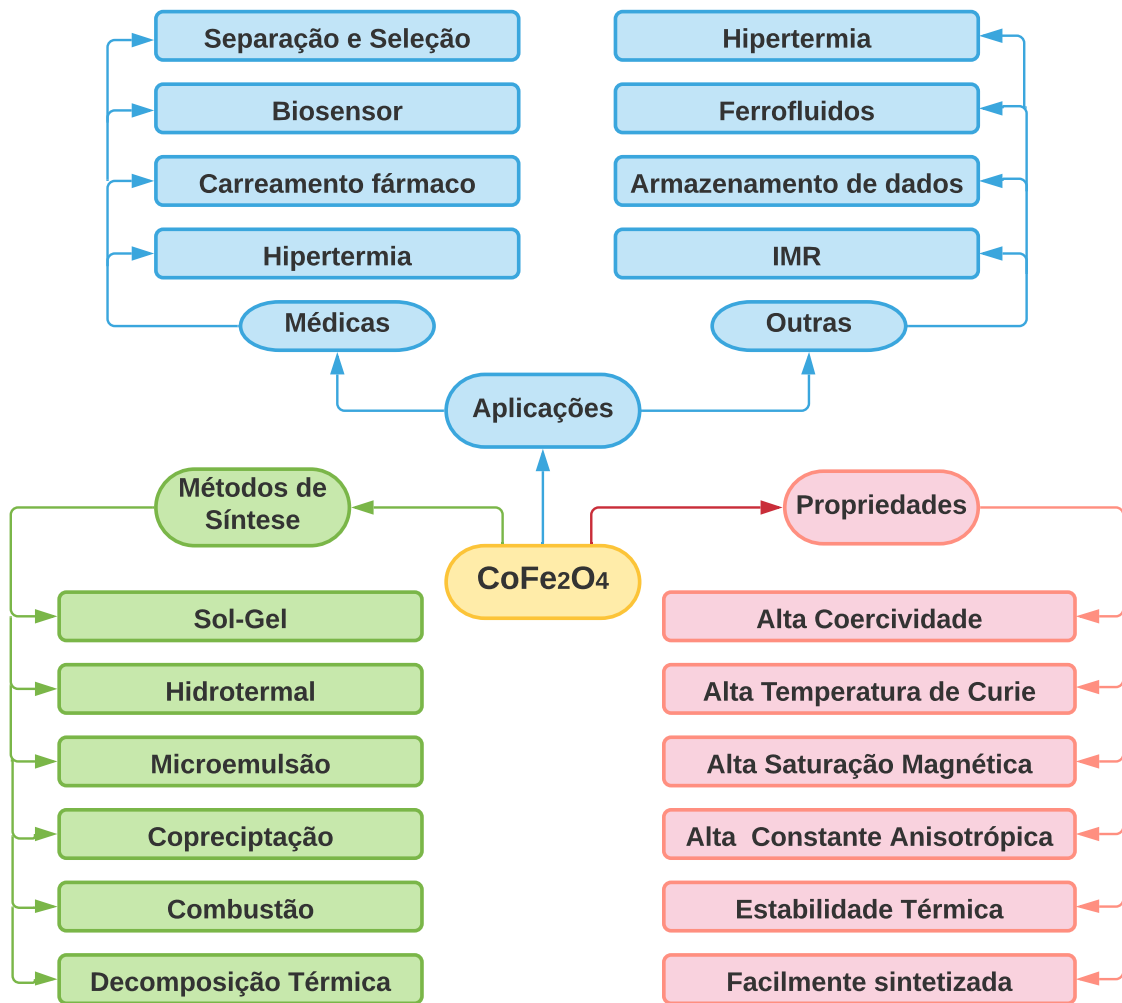 Separação e Seleção
Biosensor
Carreamento fármaco
Hipertermia
Médicas
Hipertermia
Ferrofluidos
Armazenamento de dados
IMR
Outras
Aplicações
Métodos de
Síntese
Propriedades
CoFe2O4
Sol-Gel
Hidrotermal
Microemulsão
Copreciptação
Combustão
Decomposição Térmica
Alta Coercividade
Alta Temperatura de Curie
Alta Saturação Magnética
Alta  Constante Anisotrópica
Estabilidade Térmica
Facilmente sintetizada